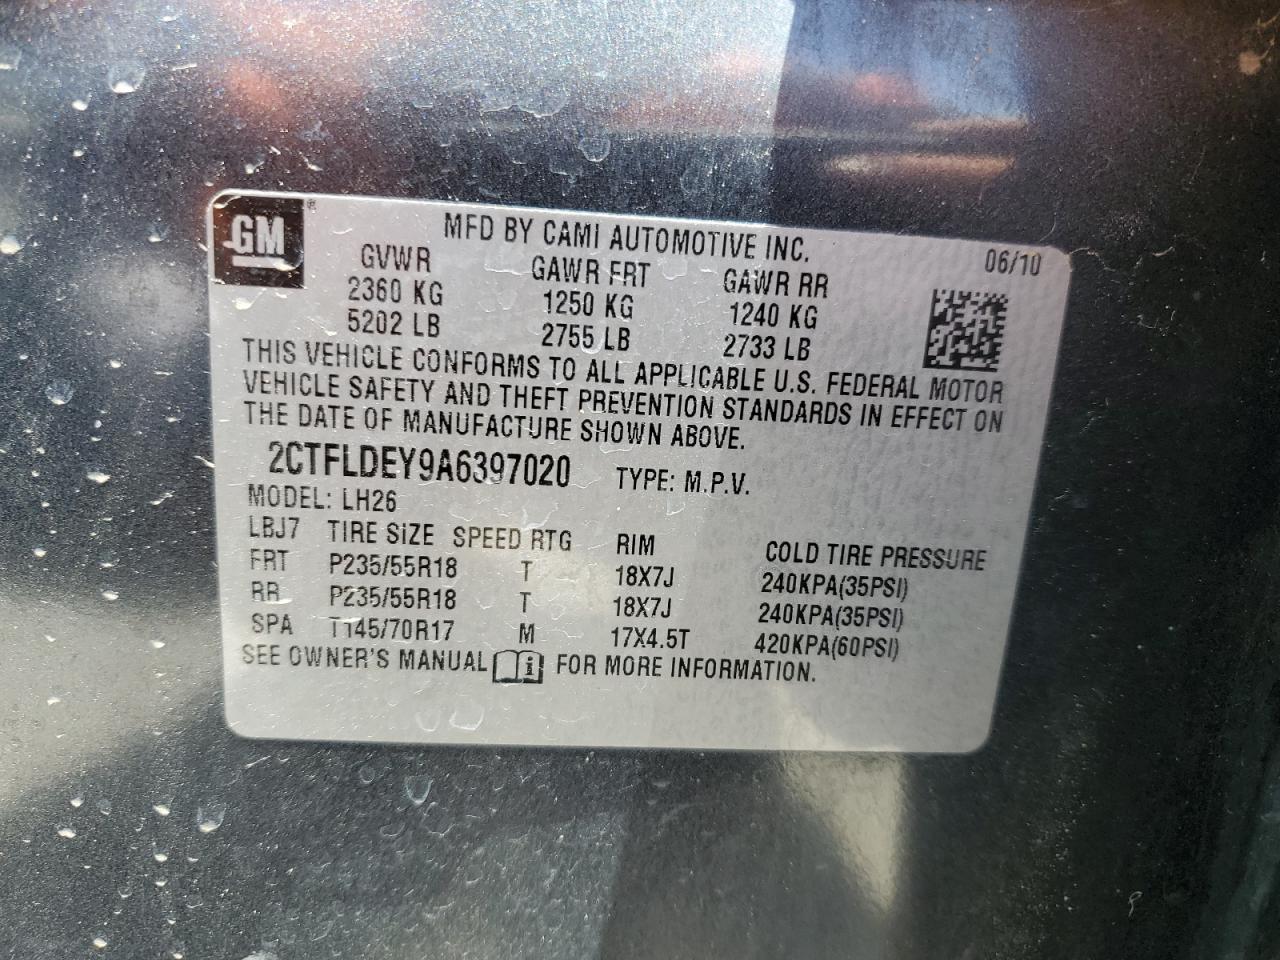 GM®
MFD BY CAMI AUTOMOTIVE INC.
06/10
GVWR GAWR FRT GAWR RR
2360 KG 1250 KG 1240 KG
5202 LB 2755 LB 2733 LB
THIS VEHICLE CONFORMS TO ALL APPLICABLE U.S. FEDERAL MOTOR
VEHICLE SAFETY AND THEFT PREVENTION STANDARDS IN EFFECT ON
THE DATE OF MANUFACTURE SHOWN ABOVE.
2CTFLDEY9A6397020 TYPE: M.P.V.
MODEL: LH26
LBJ7 TIRE SIZE SPEED RTG RIM COLD TIRE PRESSURE
FRT P235/55R18 T 18X7J 240KPA(35PSI)
RR P235/55R18 T 18X7J 240KPA(35PSI)
SPA T145/70R17 M 17X4.5T 420KPA(60PSI)
SEE OWNER'S MANUAL i FOR MORE INFORMATION.